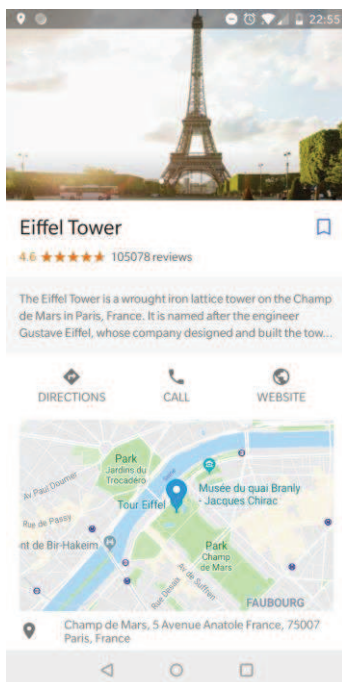 22:55
Eiffel Tower
4.6 105078 reviews
The Eiffel Tower is a wrought iron lattice tower on the Champ
de Mars in Paris, France. It is named after the engineer
Gustave Eiffel, whose company designed and built the tow...
DIRECTIONS CALL WEBSITE
Park
Jardins du
Trocadéro
Av. Paul Doumer
Musée du quai Branly
- Jacques Chirac
Tour Eiffel
Rue de Passy
nt de Bir-Hakeim
Park
Champ
de Mars
Av. de Suffren
Rue Desaix
FAUBOURG
Champ de Mars, 5 Avenue Anatole France, 75007
Paris, France